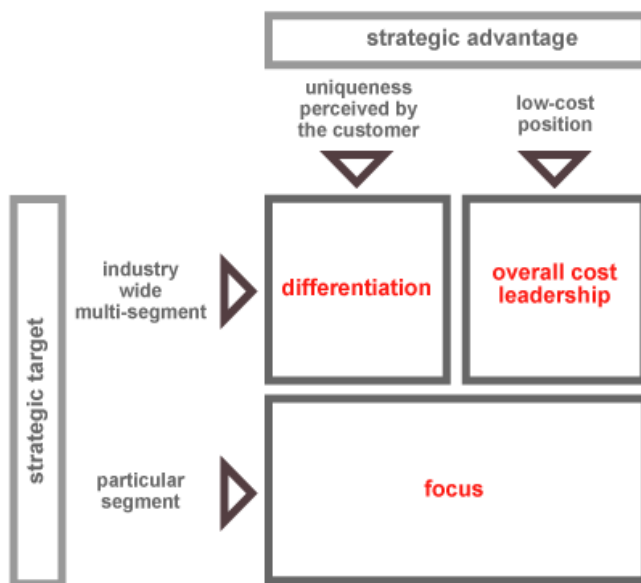 strategic advantage
uniqueness
perceived by
the customer
low-cost
position
strategic target
industry
wide
multi-segment
differentiation
overall cost
leadership
particular
segment
focus